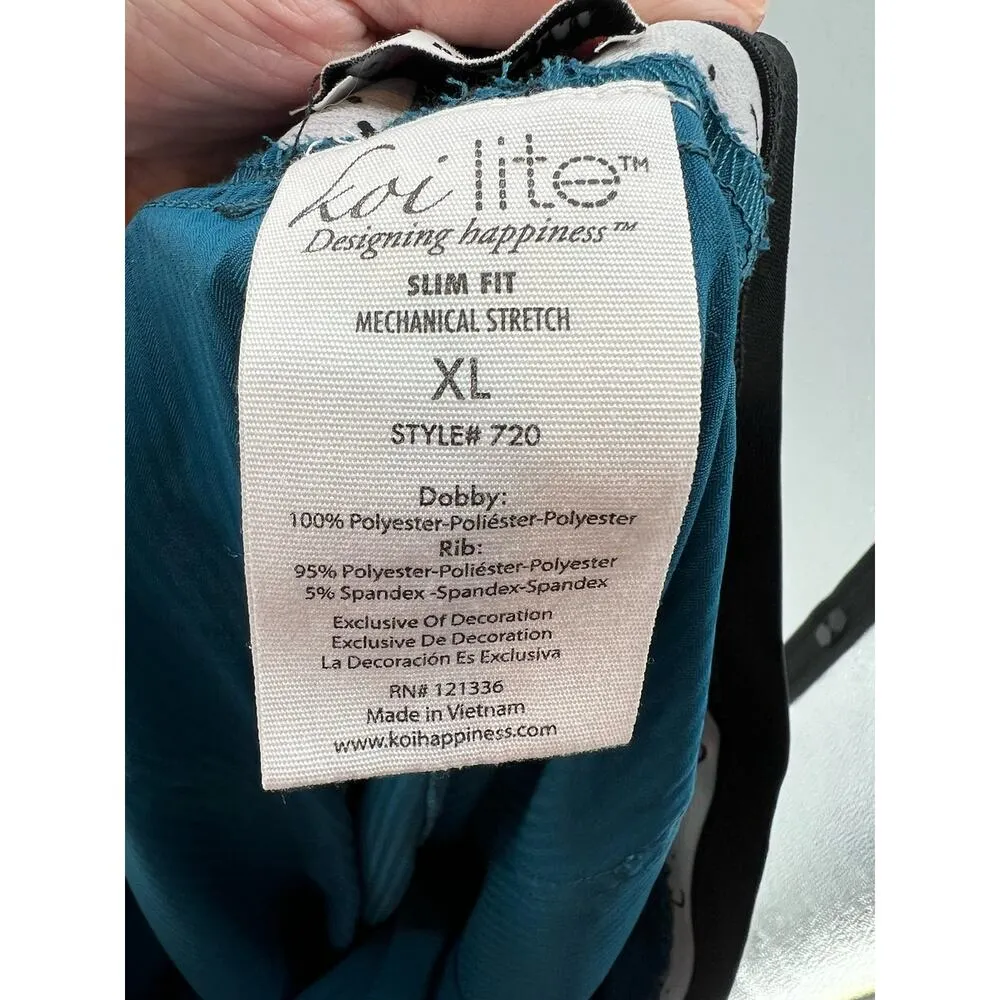 koi lite™
Designing happiness™
SLIM FIT
MECHANICAL STRETCH
XL
STYLE# 720
Dobby:
100% Polyester-Poliéster-Polyester
Rib:
95% Polyester-Poliéster-Polyester
5% Spandex -Spandex-Spandex
Exclusive Of Decoration
Exclusive De Decoration
La Decoración Es Exclusiva
RN# 121336
Made in Vietnam
www.koihappiness.com